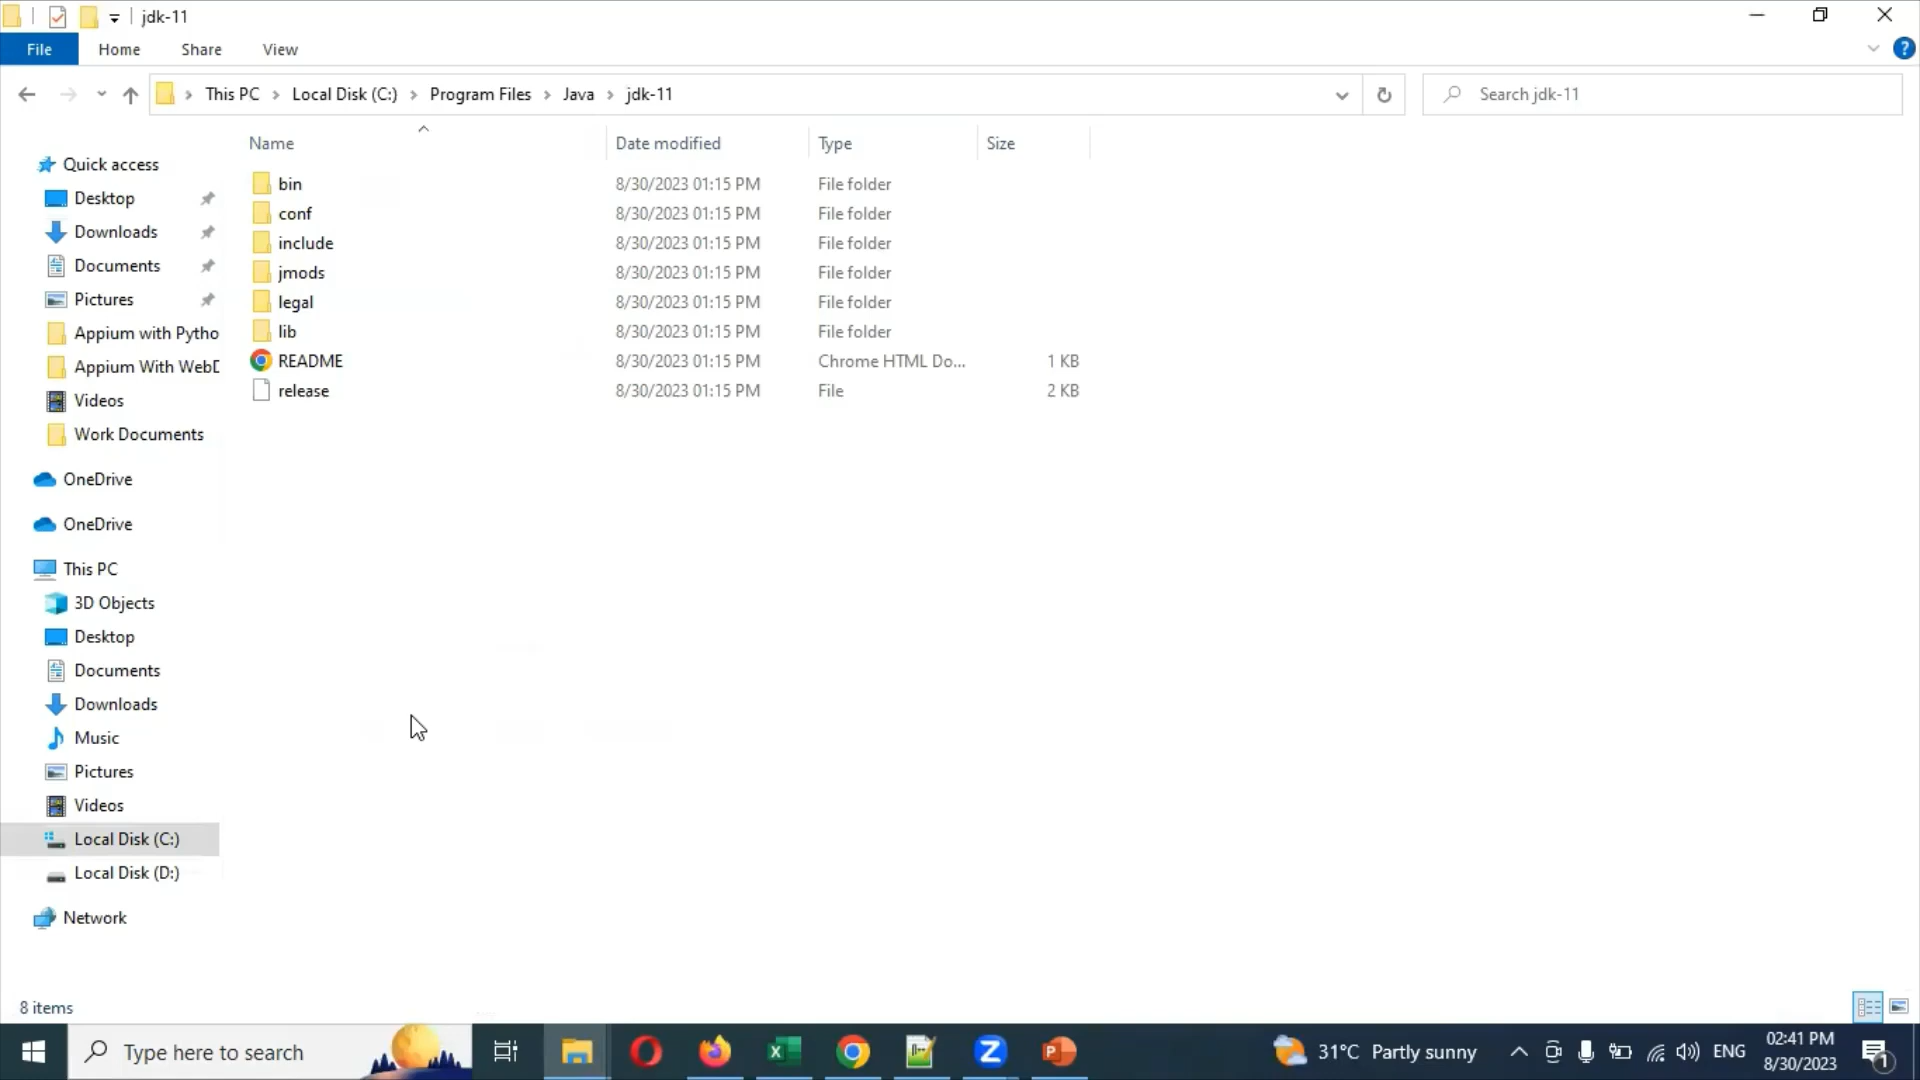 jdk-11
File Home Share View
This PC Local Disk (C:) Program Files Java jdk-11 Search jdk-11
Name Date modified Type Size
bin 8/30/2023 01:15 PM File folder
conf 8/30/2023 01:15 PM File folder
include 8/30/2023 01:15 PM File folder
jmods 8/30/2023 01:15 PM File folder
legal 8/30/2023 01:15 PM File folder
lib 8/30/2023 01:15 PM File folder
README 8/30/2023 01:15 PM Chrome HTML Do... 1 KB
release 8/30/2023 01:15 PM File 2 KB
Quick access
Desktop
Downloads
Documents
Pictures
Appium with Pytho
Appium With Web
Videos
Work Documents
OneDrive
OneDrive
This PC
3D Objects
Desktop
Documents
Downloads
Music
Pictures
Videos
Local Disk (C:)
Local Disk (D:)
Network
8 items
Type here to search
31°C Partly sunny
ENG
02:41 PM
8/30/2023
1